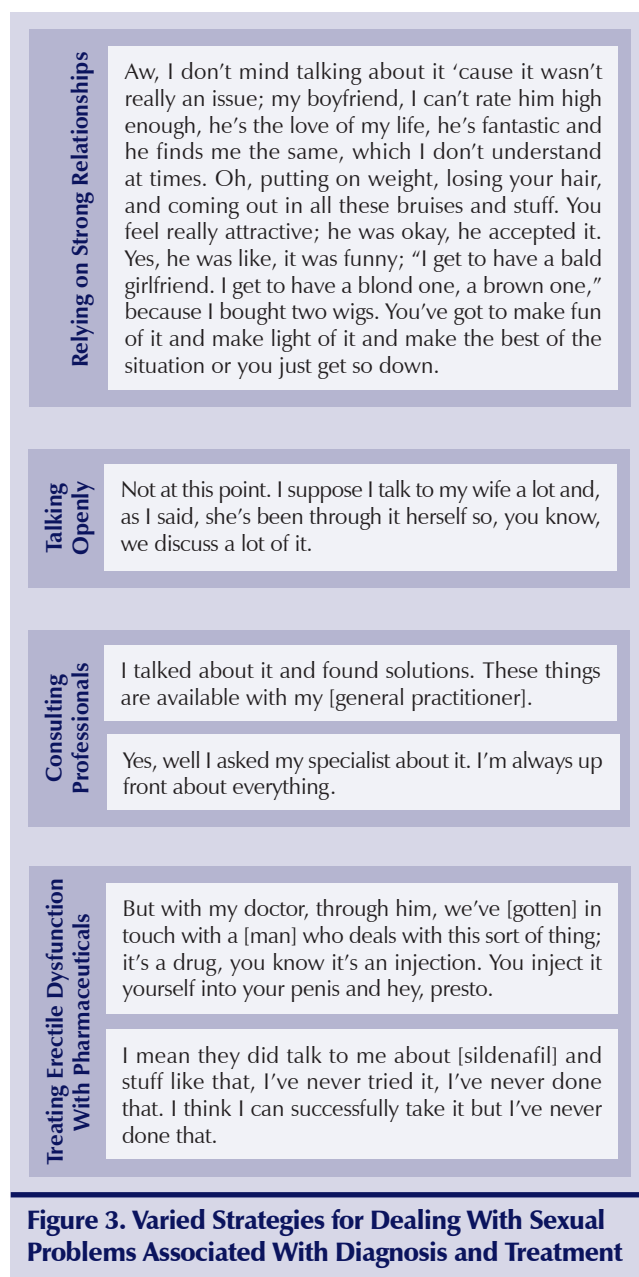 Relying on Strong Relationships
Aw, I don’t mind talking about it ‘cause it wasn’t
really an issue; my boyfriend, I can’t rate him high
enough, he’s the love of my life, he’s fantastic and
he finds me the same, which I don’t understand
at times. Oh, putting on weight, losing your hair,
and coming out in all these bruises and stuff. You
feel really attractive; he was okay, he accepted it.
Yes, he was like, it was funny; “I get to have a bald
girlfriend. I get to have a blond one, a brown one,”
because I bought two wigs. You’ve got to make fun
of it and make light of it and make the best of the
situation or you just get so down.
Talking
Openly
Not at this point. I suppose I talk to my wife a lot and,
as I said, she’s been through it herself so, you know,
we discuss a lot of it.
Consulting
Professionals
I talked about it and found solutions. These things
are available with my [general practitioner].
Yes, well I asked my specialist about it. I’m always up
front about everything.
Treating Erectile Dysfunction
With Pharmaceuticals
But with my doctor, through him, we’ve [gotten] in
touch with a [man] who deals with this sort of thing;
it’s a drug, you know it’s an injection. You inject it
yourself into your penis and hey, presto.
I mean they did talk to me about [sildenafil] and
stuff like that, I’ve never tried it, I’ve never done
that. I think I can successfully take it but I’ve never
done that.
Figure 3. Varied Strategies for Dealing With Sexual
Problems Associated With Diagnosis and Treatment